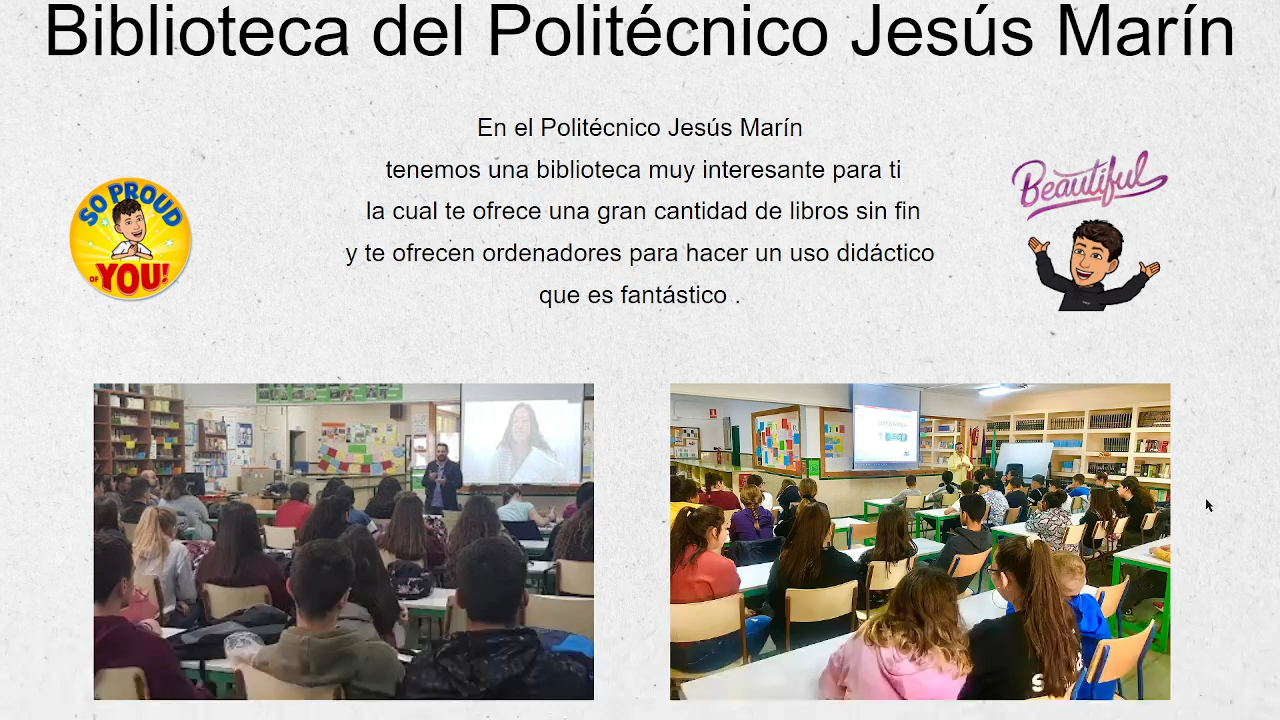 Biblioteca del Politécnico Jesús Marín
En el Politécnico Jesús Marín
tenemos una biblioteca muy interesante para ti
la cual te ofrece una gran cantidad de libros sin fin
y te ofrecen ordenadores para hacer un uso didáctico
que es fantástico .
SO PROUD
OF YOU!
Beautiful